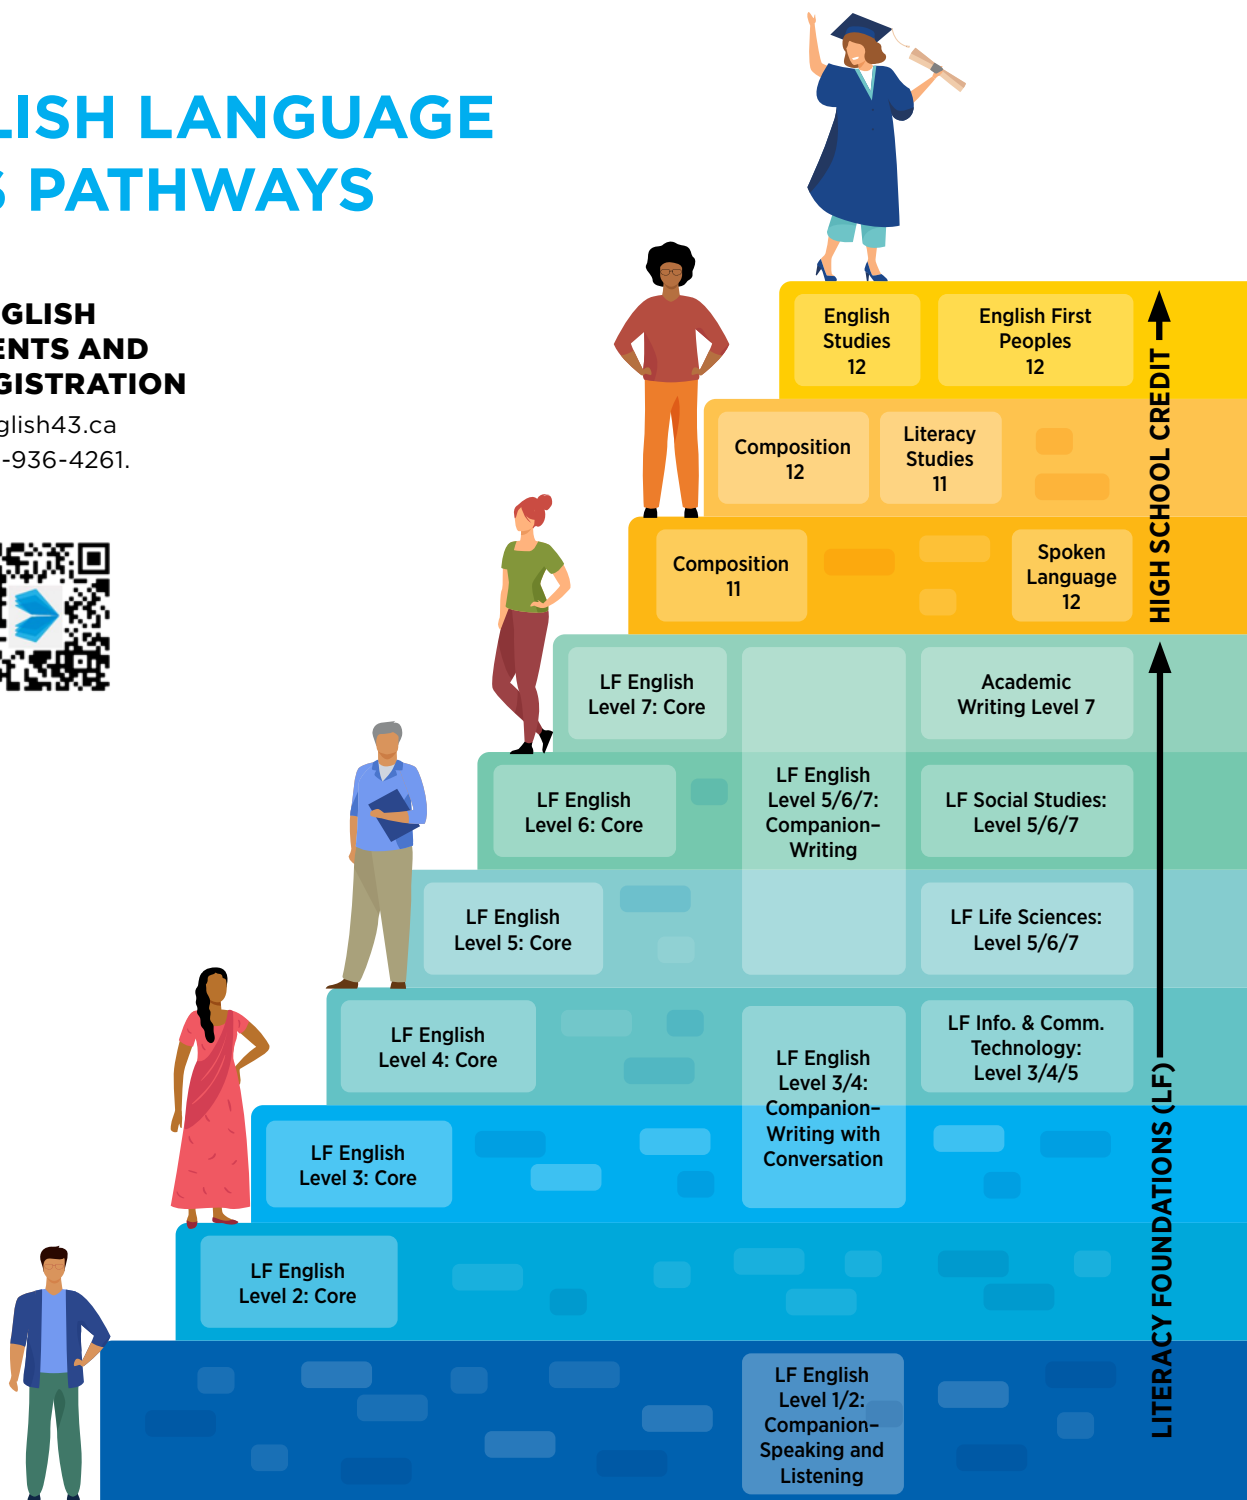 LISH LANGUAGE
S PATHWAYS
GLISH
ENTS AND
GISTRATION
glish43.ca
-936-4261.
English
Studies
12
English First
Peoples
12
Composition
12
Literacy
Studies
11
Composition
11
Spoken
Language
12
HIGH SCHOOL CREDIT
LF English
Level 7: Core
Academic
Writing Level 7
LF English
Level 6: Core
LF English
Level 5/6/7:
Companion–
Writing
LF Social Studies:
Level 5/6/7
LF English
Level 5: Core
LF Life Sciences:
Level 5/6/7
LF English
Level 4: Core
LF English
Level 3/4:
Companion–
Writing with
Conversation
LF Info. & Comm.
Technology:
Level 3/4/5
LF English
Level 3: Core
LF English
Level 2: Core
LF English
Level 1/2:
Companion–
Speaking and
Listening
LITERACY FOUNDATIONS (LF)